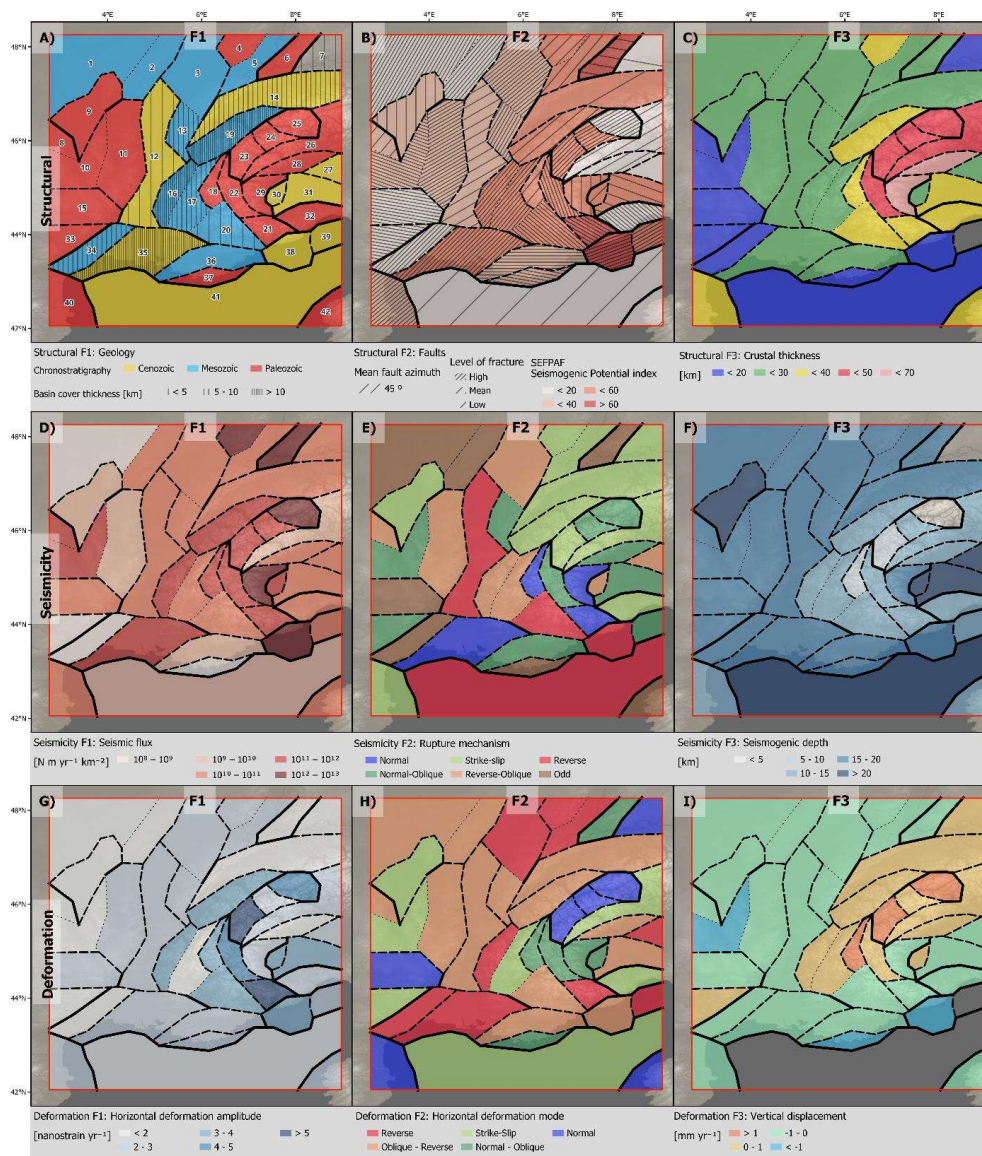 4°E 6°E 8°E 4°E 6°E 8°E 4°E 6°E 8°E
48°N
46°N
44°N
42°N
Structural
A) F1
1 2 3 4 5 6 7
8 9 10 11 12 13 14
15 16 17 18 19 20 21
22 23 24 25 26 27 28
29 30 31 32 33 34 35
36 37 38 39 40 41 42
B) F2
C) F3
Structural F1: Geology
Chronostratigraphy Cenozoic Mesozoic Paleozoic
Basin cover thickness [km] < 5 5 - 10 > 10
Structural F2: Faults
Mean fault azimuth
45 º
Level of fracture
High
Mean
Low
SEFPAF
Seismogenic Potential index
< 20 < 60
< 40 > 60
Structural F3: Crustal thickness
[km] < 20 < 30 < 40 < 50 < 70
48°N
46°N
44°N
42°N
Seismicity
D) F1
E) F2
F) F3
Seismicity F1: Seismic flux
[N m yr⁻¹ km⁻²] 10⁸ – 10⁹ 10⁹ – 10¹⁰ 10¹¹ – 10¹²
10¹⁰ – 10¹¹ 10¹² – 10¹³
Seismicity F2: Rupture mechanism
Normal Strike-slip Reverse
Normal-Oblique Reverse-Oblique Odd
Seismicity F3: Seismogenic depth
[km] < 5 5 - 10 15 - 20
10 - 15 > 20
48°N
46°N
44°N
42°N
Deformation
G) F1
H) F2
I) F3
Deformation F1: Horizontal deformation amplitude
[nanostrain yr⁻¹] < 2 3 - 4 > 5
2 - 3 4 - 5
Deformation F2: Horizontal deformation mode
Reverse Strike-Slip Normal
Oblique - Reverse Normal - Oblique
Deformation F3: Vertical displacement
[mm yr⁻¹] > 1 -1 - 0
0 - 1 < -1